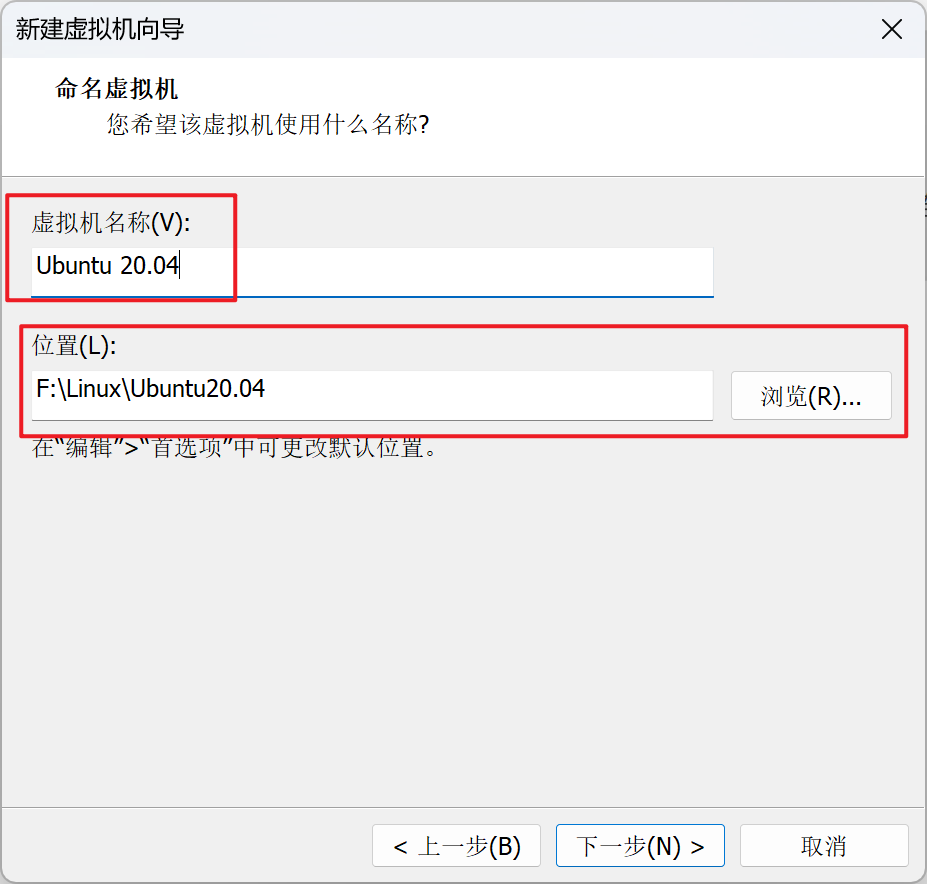 新建虚拟机向导
命名虚拟机
您希望该虚拟机使用什么名称?
虚拟机名称(V):
Ubuntu 20.04
位置(L):
F:\Linux\Ubuntu20.04
浏览(R)...
在“编辑”>“首选项”中可更改默认位置。
< 上一步(B)
下一步(N) >
取消